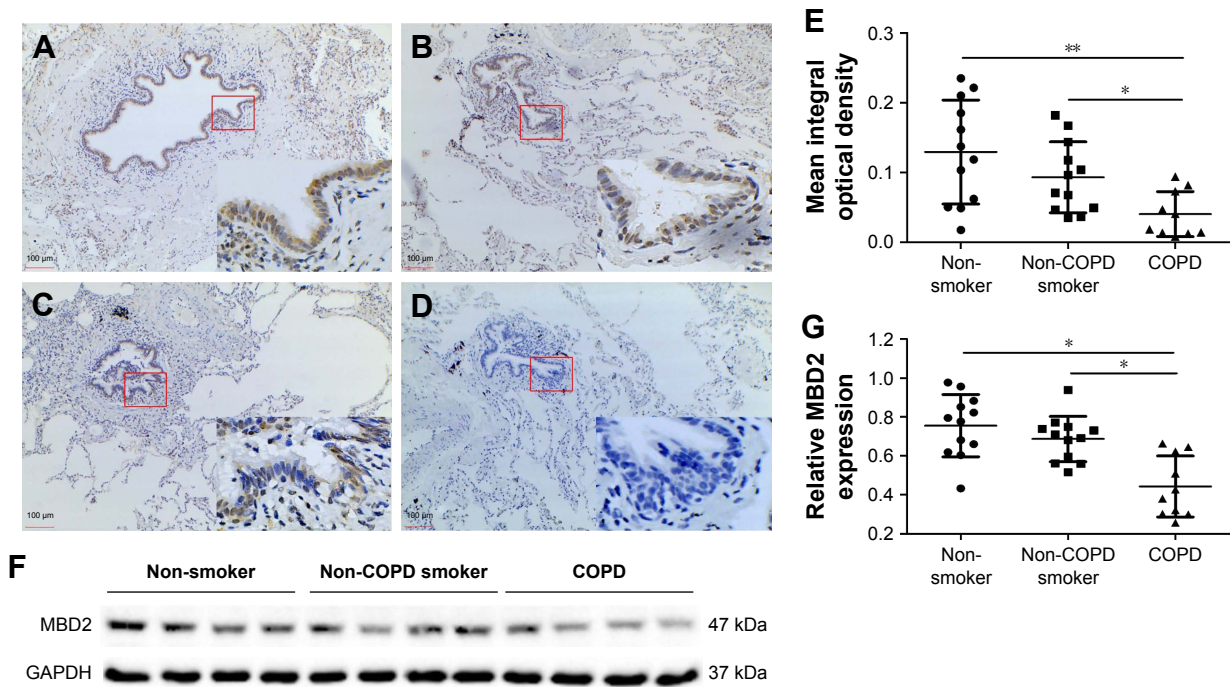 A
B
100 µm
100 µm
C
D
100 µm
100 µm
E
Mean integral
optical density
0.3
0.2
0.1
0.0
**
*
Non-
smoker
Non-COPD
smoker
COPD
G
Relative MBD2
expression
1.2
1.0
0.8
0.6
0.4
0.2
*
*
Non-
smoker
Non-COPD
smoker
COPD
F
Non-smoker
Non-COPD smoker
COPD
MBD2
47 kDa
GAPDH
37 kDa